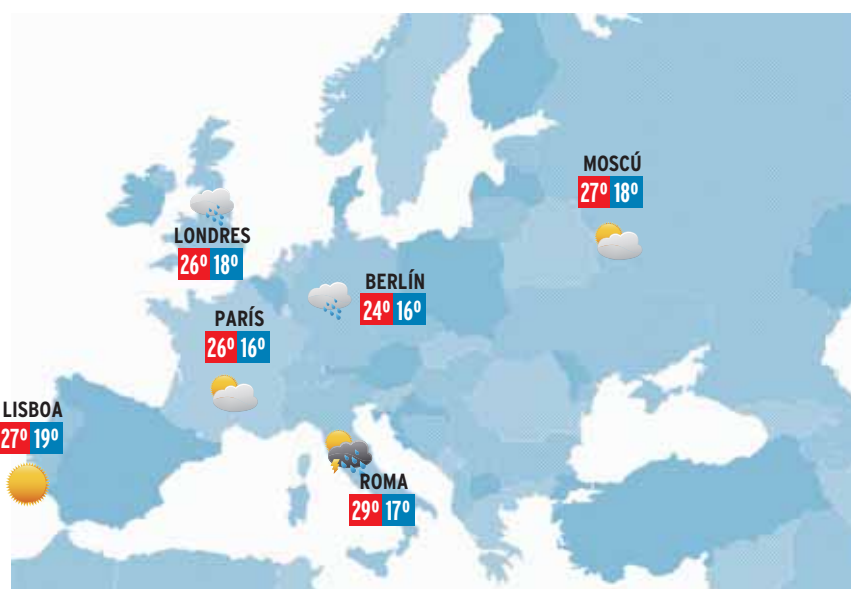 MOSCÚ
27º 18º
LONDRES
26º 18º
BERLÍN
24º 16º
PARÍS
26º 16º
LISBOA
27º 19º
ROMA
29º 17º